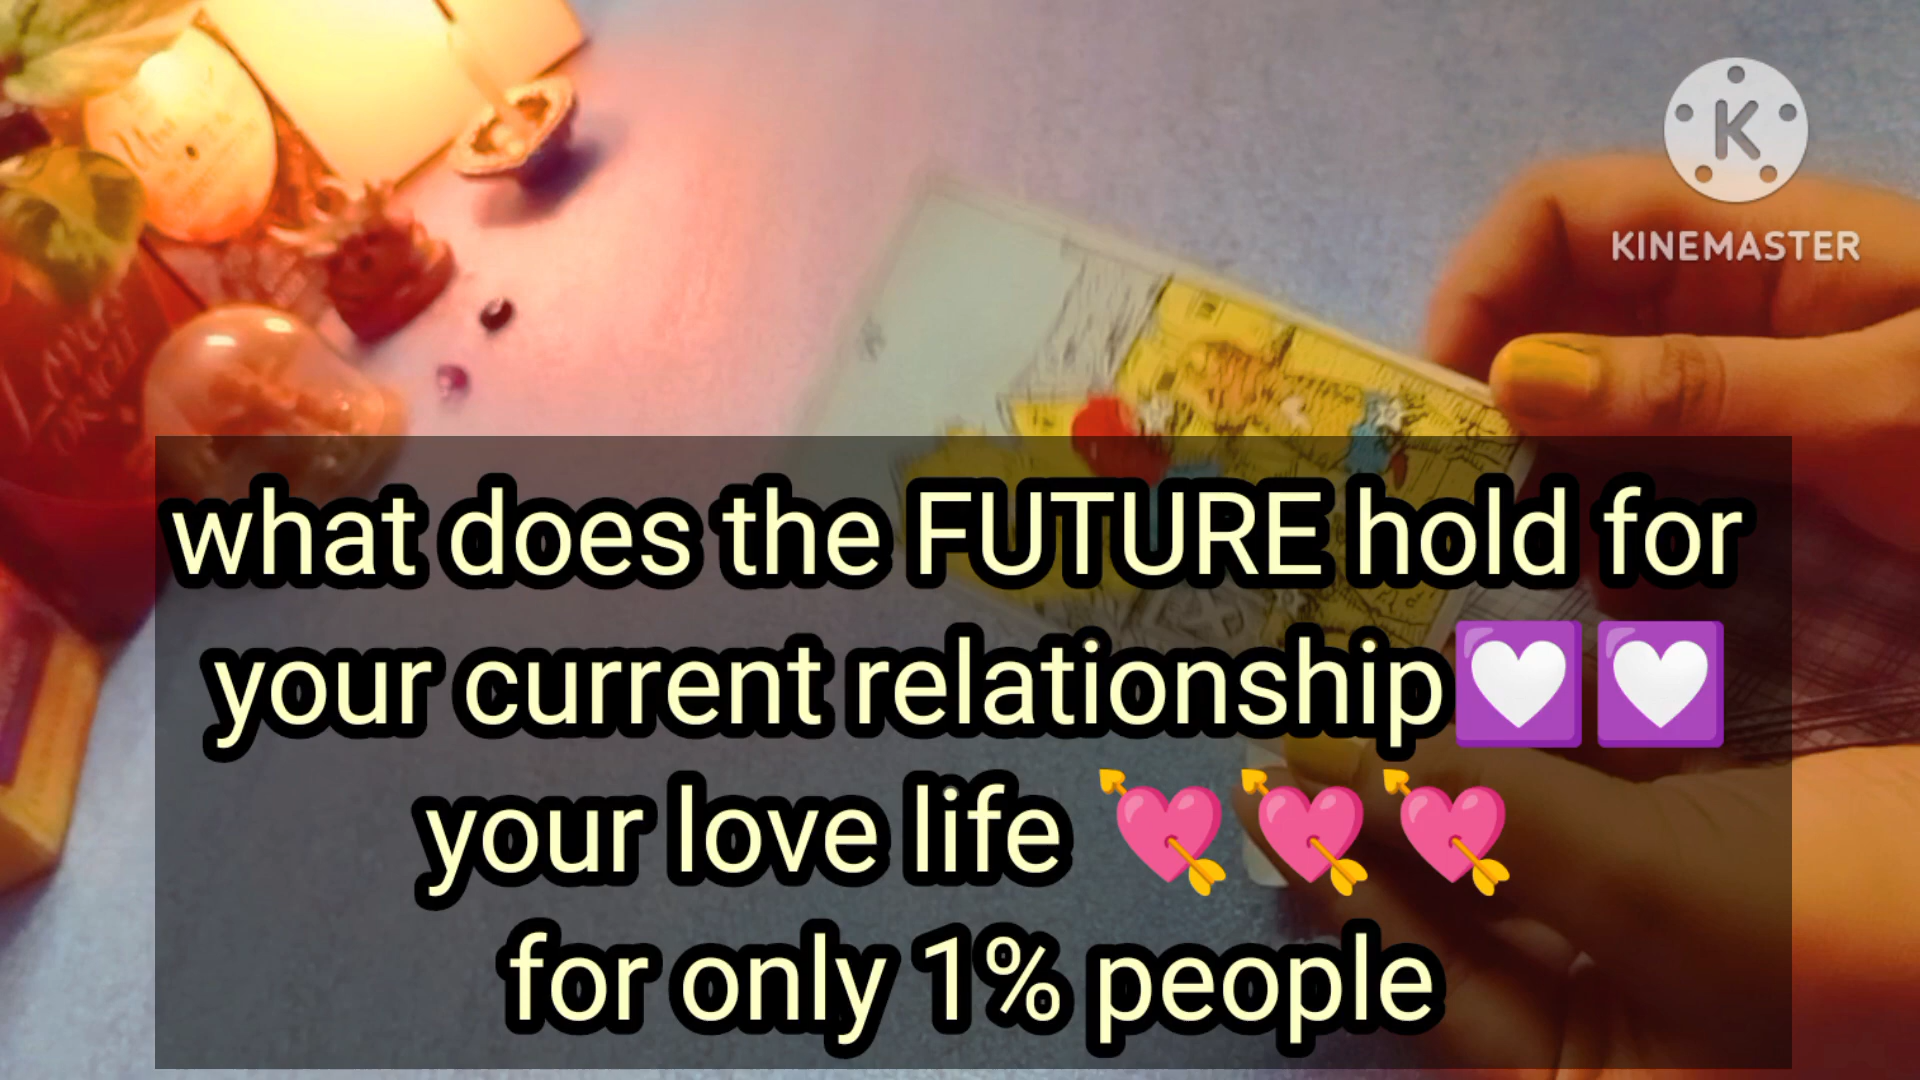 KINEMASTER
what does the FUTURE hold for
your current relationship💟💟
your love life 💘💘💘
for only 1% people